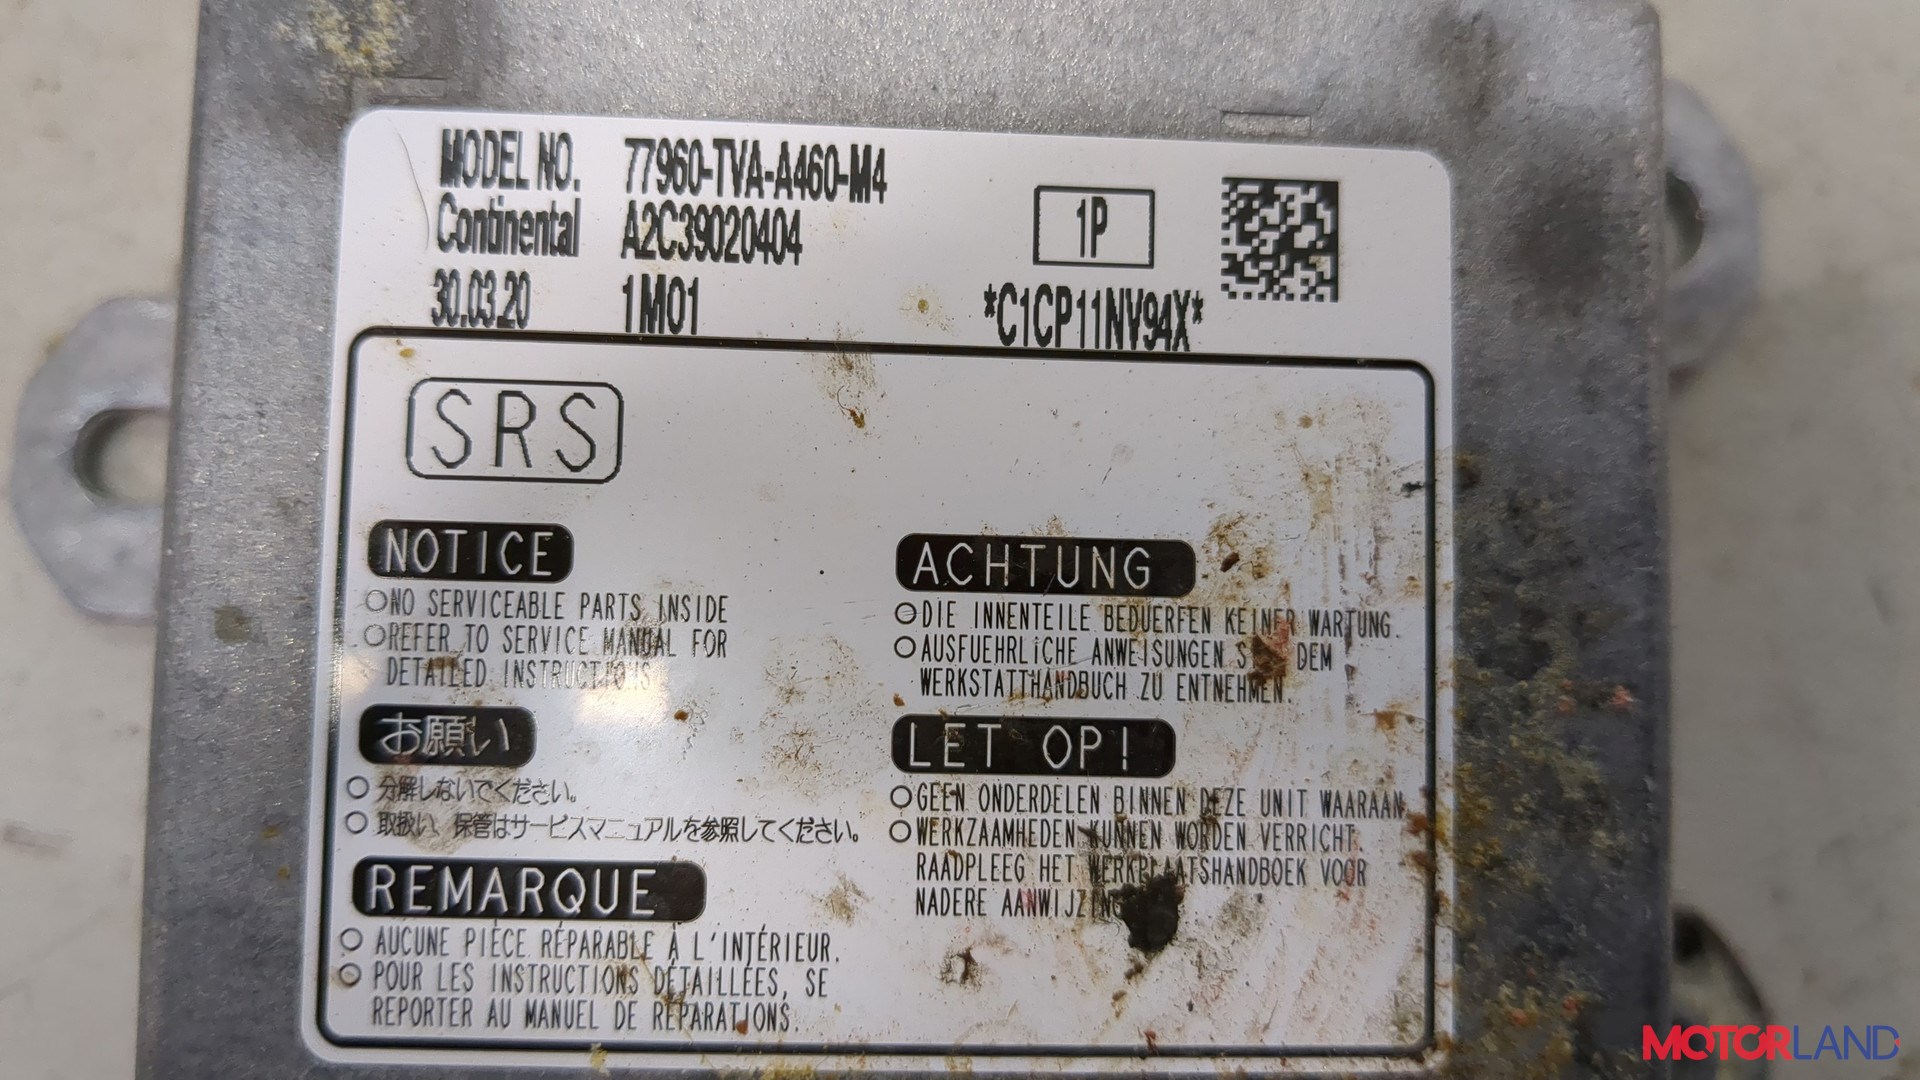 MODEL NO. 77960-TVA-A460-M4
Continental A2C39020404
1P
30.03.20 1M01
*C1CP11NV94X*
SRS
NOTICE
○NO SERVICEABLE PARTS INSIDE
○REFER TO SERVICE MANUAL FOR
DETAILED INSTRUCTIONS
お願い
○ 分解しないでください。
○ 取扱い、保管はサービスマニュアルを参照してください。
REMARQUE
○ AUCUNE PIÈCE RÉPARABLE À L'INTÉRIEUR.
○ POUR LES INSTRUCTIONS DÉTAILLÉES, SE
REPORTER AU MANUEL DE RÉPARATIONS.
ACHTUNG
○DIE INNENTEILE BEDUERFEN KEINER WARTUNG.
○AUSFUEHRLICHE ANWEISUNGEN DEM
WERKSTATTHANDBUCH ZU ENTNEHMEN.
LET OP!
○GEEN ONDERDELEN BINNEN DEZE UNIT WAARAAN
○WERKZAAMHEDEN KUNNEN WORDEN VERRICHT.
RAADPLEEG HET WERKPLAATSHANDBOEK VOOR
NADERE
MOTORLAND